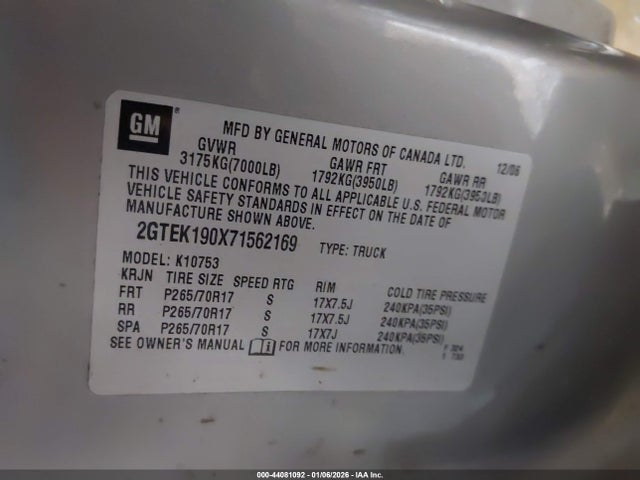 GM ®
MFD BY GENERAL MOTORS OF CANADA LTD.
12/06
GVWR GAWR FRT GAWR RR
3175KG(7000LB) 1792KG(3950LB) 1792KG(3950LB)
THIS VEHICLE CONFORMS TO ALL APPLICABLE U.S. FEDERAL MOTOR
VEHICLE SAFETY STANDARDS IN EFFECT ON THE DATE OF
MANUFACTURE SHOWN ABOVE.
2GTEK190X71562169 TYPE: TRUCK
MODEL: K10753
KRJN TIRE SIZE SPEED RTG RIM COLD TIRE PRESSURE
FRT P265/70R17 S 17X7.5J 240KPA(35PSI)
RR P265/70R17 S 17X7.5J 240KPA(35PSI)
SPA P265/70R17 S 17X7J 240KPA(35PSI)
SEE OWNER'S MANUAL FOR MORE INFORMATION.
000-44081092 - 01/06/2026 - IAA Inc.